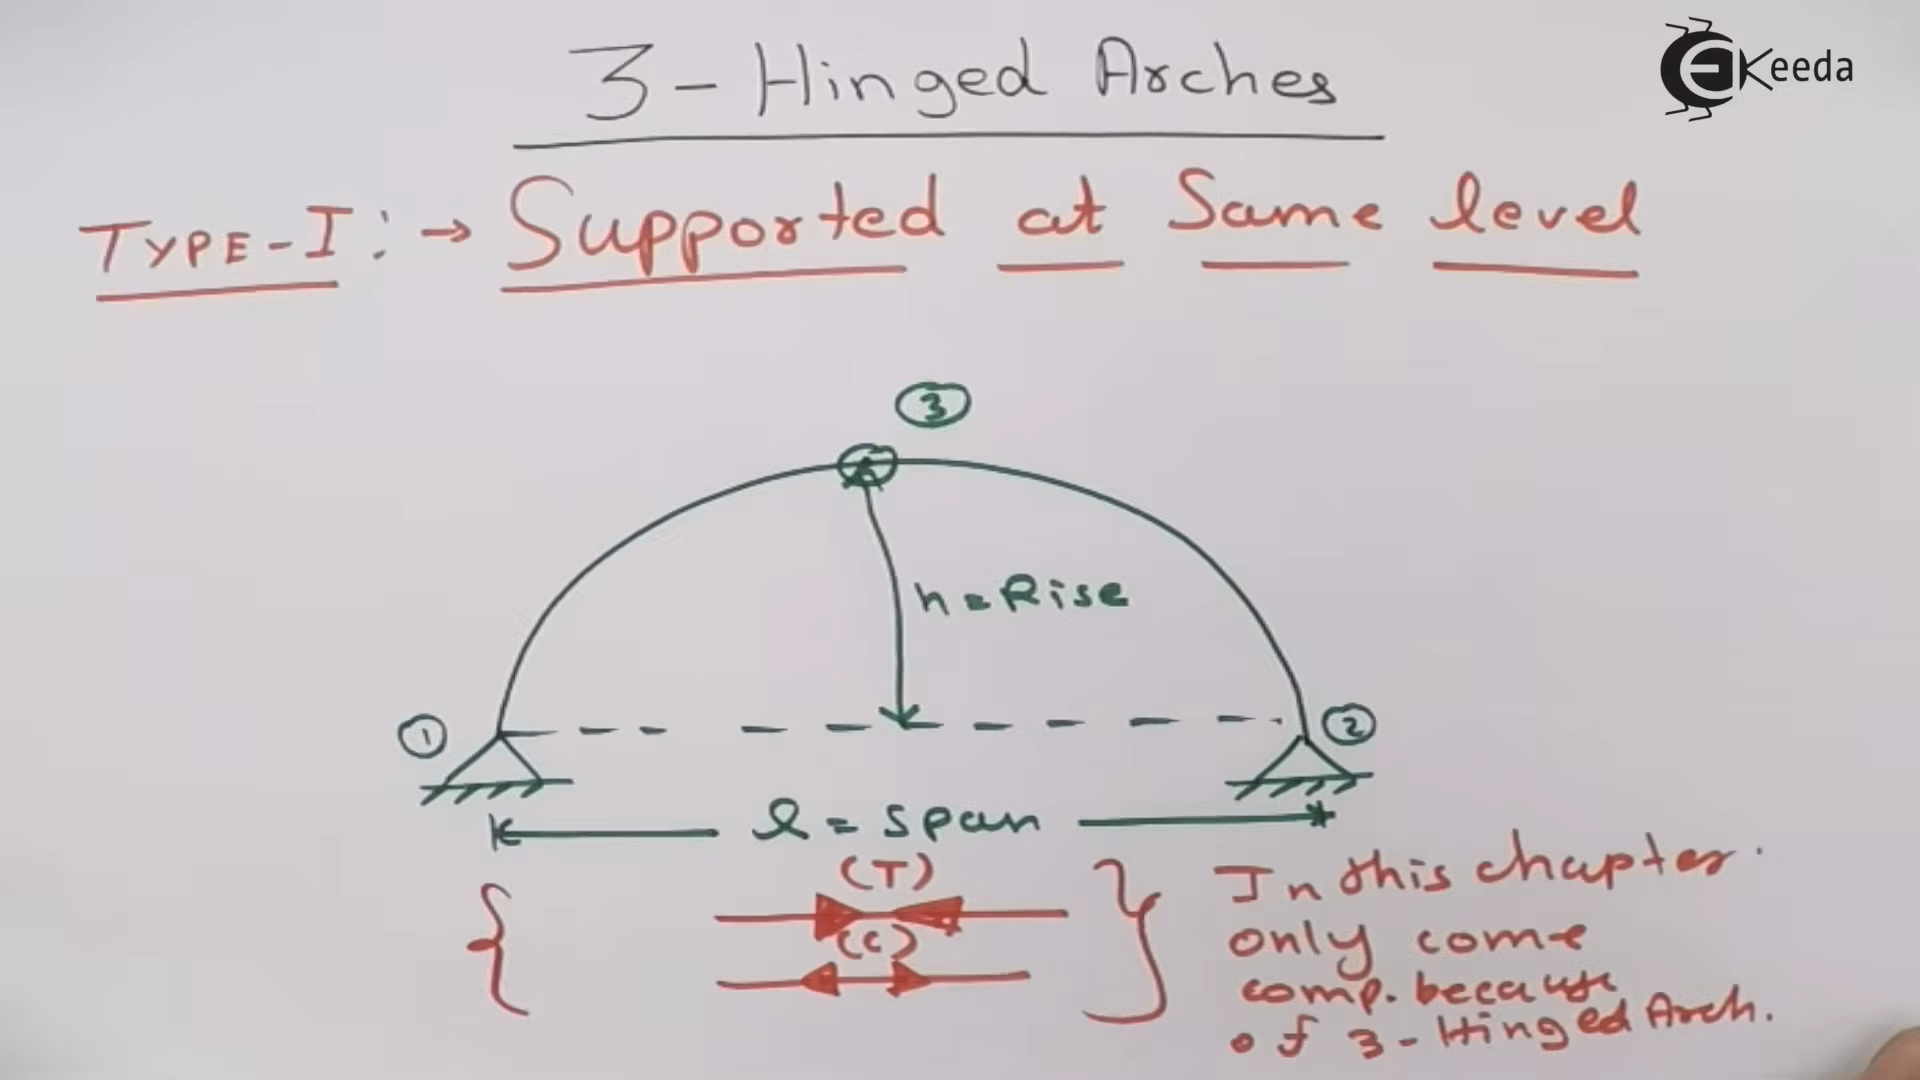 3 - Hinged Arches
EKeeda
TYPE-I: → Supported at Same level
3
h = Rise
1
2
l = span
(T)
(C)
In this chapter
only come
comp. because
of 3-Hinged Arch.